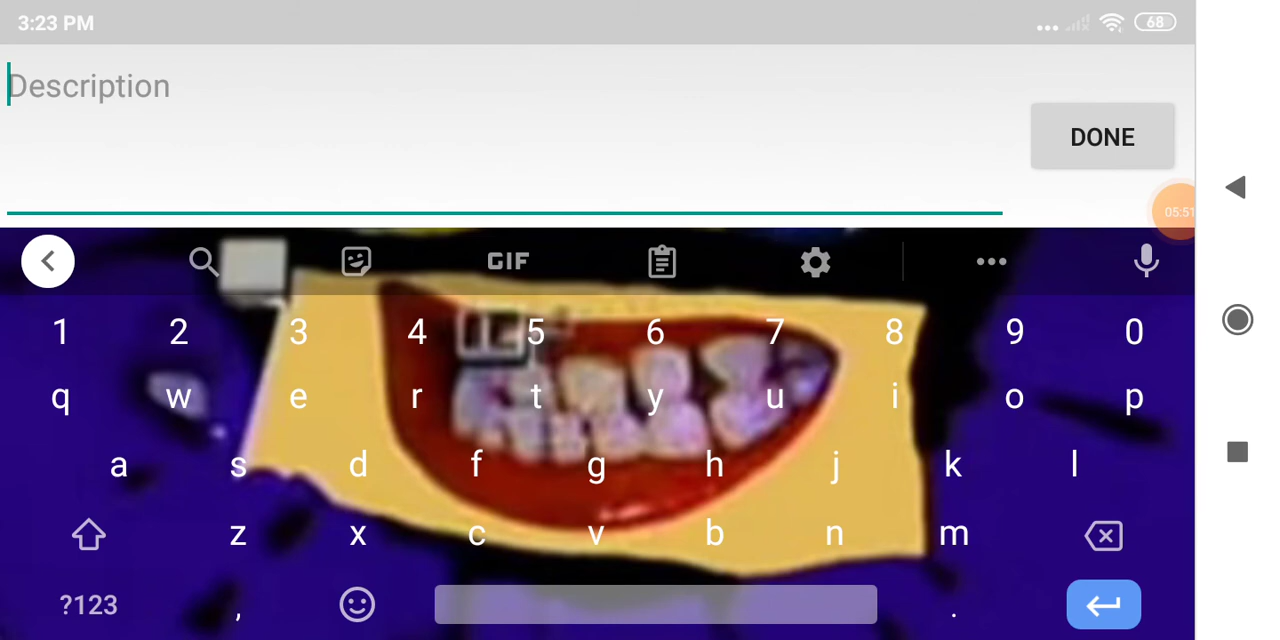 3:23 PM 68
Description
DONE
05:51
GIF
1 2 3 4 5 6 7 8 9 0
q w e r t y u i o p
a s d f g h j k l
z x c v b n m
?123 , .